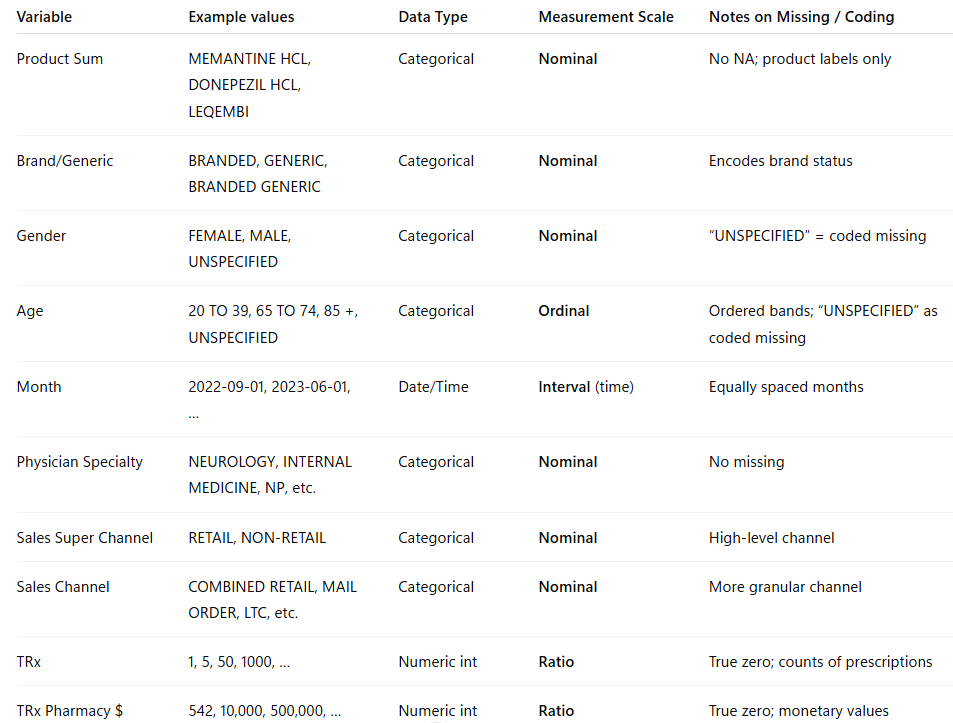 Variable Example values Data Type Measurement Scale Notes on Missing / Coding
Product Sum MEMANTINE HCL, Categorical Nominal No NA; product labels only
DONEPEZIL HCL,
LEQEMBI
Brand/Generic BRANDED, GENERIC, Categorical Nominal Encodes brand status
BRANDED GENERIC
Gender FEMALE, MALE, Categorical Nominal “UNSPECIFIED” = coded missing
UNSPECIFIED
Age 20 TO 39, 65 TO 74, 85 +, Categorical Ordinal Ordered bands; “UNSPECIFIED” as
UNSPECIFIED coded missing
Month 2022-09-01, 2023-06-01, Date/Time Interval (time) Equally spaced months
...
Physician Specialty NEUROLOGY, INTERNAL Categorical Nominal No missing
MEDICINE, NP, etc.
Sales Super Channel RETAIL, NON-RETAIL Categorical Nominal High-level channel
Sales Channel COMBINED RETAIL, MAIL Categorical Nominal More granular channel
ORDER, LTC, etc.
TRx 1, 5, 50, 1000, ... Numeric int Ratio True zero; counts of prescriptions
TRx Pharmacy $ 542, 10,000, 500,000, ... Numeric int Ratio True zero; monetary values